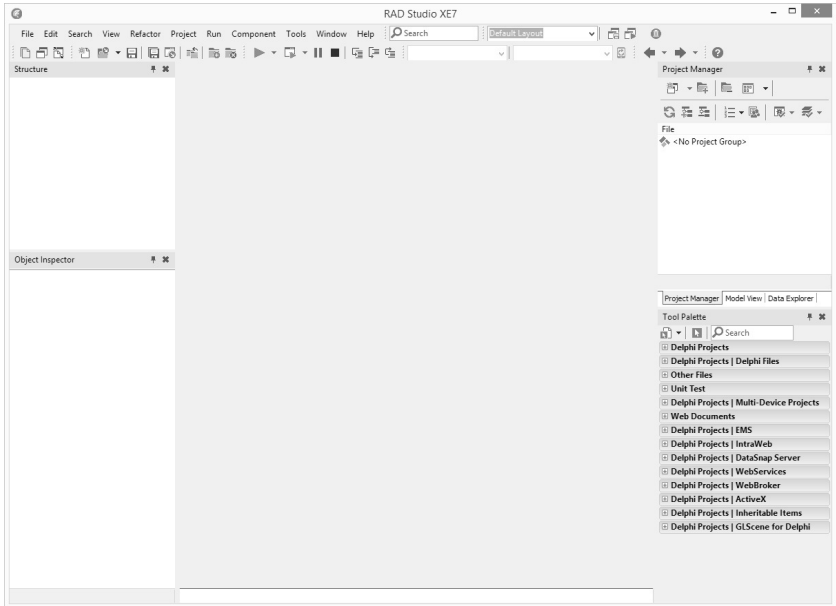 RAD Studio XE7
File Edit Search View Refactor Project Run Component Tools Window Help Search Default Layout
Structure
Object Inspector
Project Manager
File
<No Project Group>
Project Manager Model View Data Explorer
Tool Palette
Search
Delphi Projects
Delphi Projects | Delphi Files
Other Files
Unit Test
Delphi Projects | Multi-Device Projects
Web Documents
Delphi Projects | EMS
Delphi Projects | IntraWeb
Delphi Projects | DataSnap Server
Delphi Projects | WebServices
Delphi Projects | WebBroker
Delphi Projects | ActiveX
Delphi Projects | Inheritable Items
Delphi Projects | GLScene for Delphi